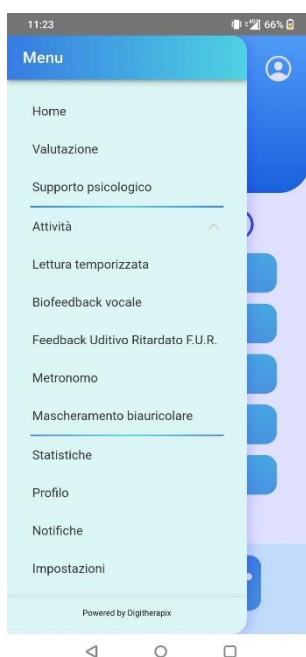 11:23
66%
Menu
Home
Valutazione
Supporto psicologico
Attività
Lettura temporizzata
Biofeedback vocale
Feedback Uditivo Ritardato F.U.R.
Metronomo
Mascheramento biauricolare
Statistiche
Profilo
Notifiche
Impostazioni
Powered by Digitherapix